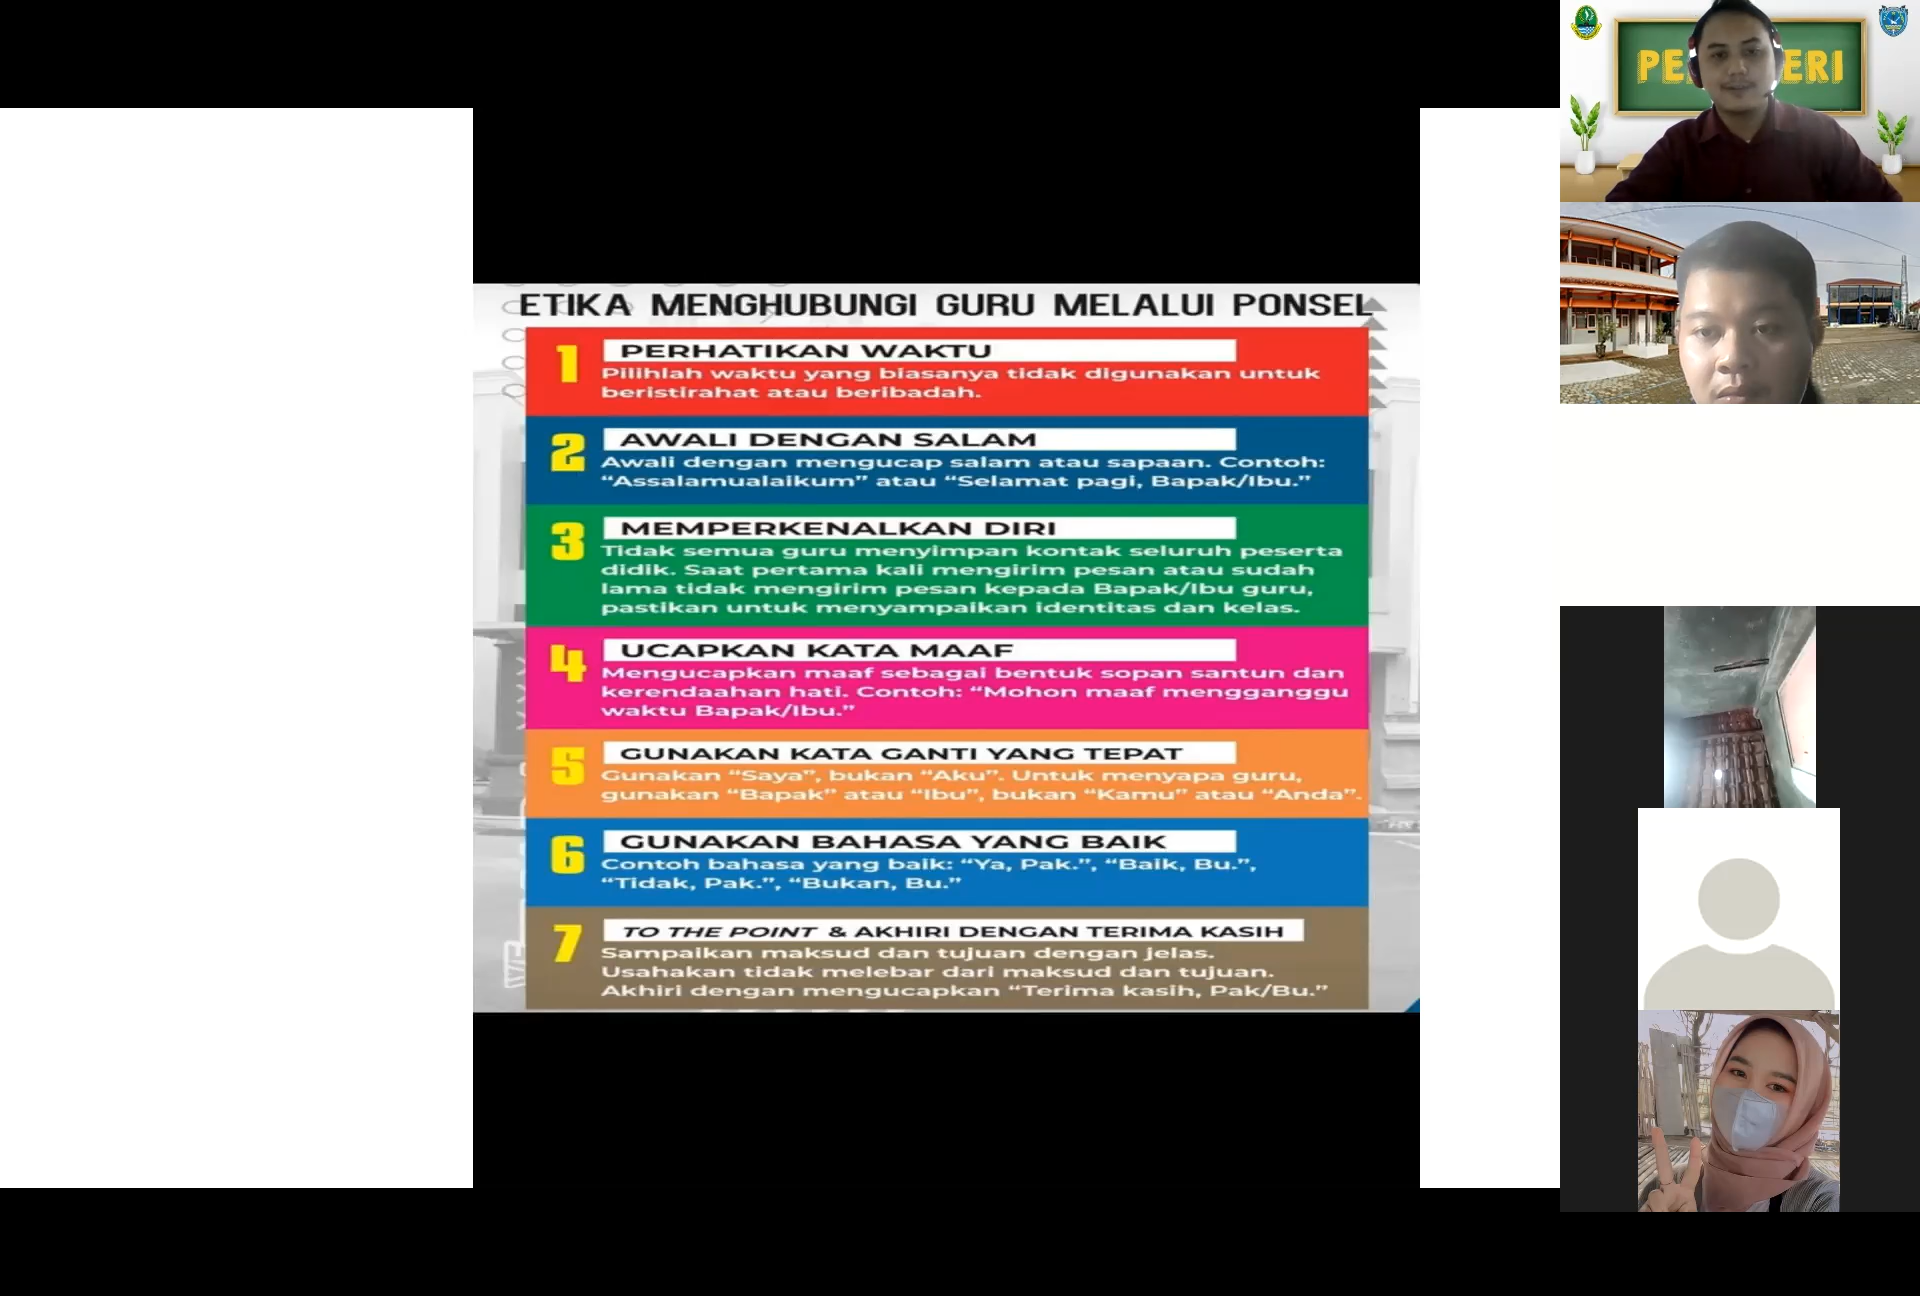 ETIKA MENGHUBUNGI GURU MELALUI PONSEL
1 PERHATIKAN WAKTU
Pilihlah waktu yang biasanya tidak digunakan untuk
beristirahat atau beribadah.
2 AWALI DENGAN SALAM
Awali dengan mengucap salam atau sapaan. Contoh:
“Assalamualaikum” atau “Selamat pagi, Bapak/Ibu.”
3 MEMPERKENALKAN DIRI
Tidak semua guru menyimpan kontak seluruh peserta
didik. Saat pertama kali mengirim pesan atau sudah
lama tidak mengirim pesan kepada Bapak/Ibu guru,
pastikan untuk menyampaikan identitas dan kelas.
4 UCAPKAN KATA MAAF
Mengucapkan maaf sebagai bentuk sopan santun dan
kerendaahan hati. Contoh: “Mohon maaf mengganggu
waktu Bapak/Ibu.”
5 GUNAKAN KATA GANTI YANG TEPAT
Gunakan “Saya”, bukan “Aku”. Untuk menyapa guru,
gunakan “Bapak” atau “Ibu”, bukan “Kamu” atau “Anda”.
6 GUNAKAN BAHASA YANG BAIK
Contoh bahasa yang baik: “Ya, Pak.”, “Baik, Bu.”,
“Tidak, Pak.”, “Bukan, Bu.”
7 TO THE POINT & AKHIRI DENGAN TERIMA KASIH
Sampaikan maksud dan tujuan dengan jelas.
Usahakan tidak melebar dari maksud dan tujuan.
Akhiri dengan mengucapkan “Terima kasih, Pak/Bu.”